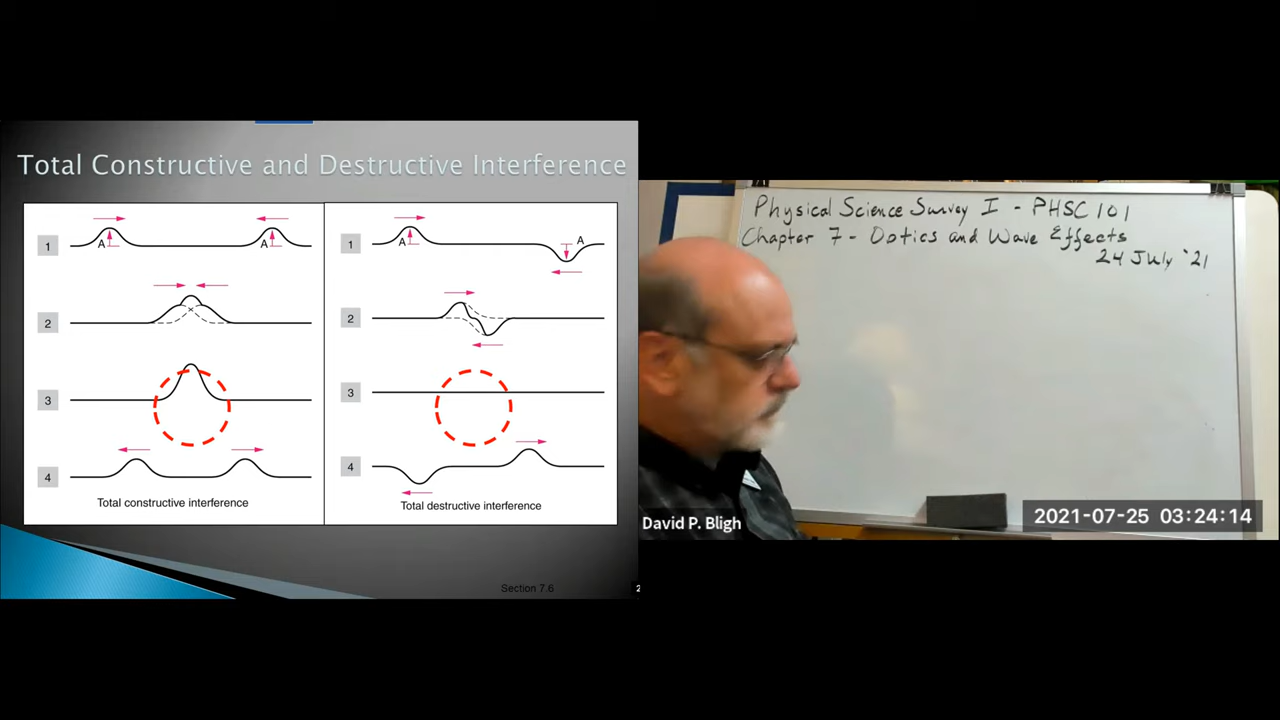 Total Constructive and Destructive Interference
1
A
A
2
3
4
Total constructive interference
1
A
A
2
3
4
Total destructive interference
Section 7.6
Physical Science Survey I - PHSC 101
Chapter 7 - Optics and Wave Effects
24 July '21
David P. Bligh
2021-07-25 03:24:14